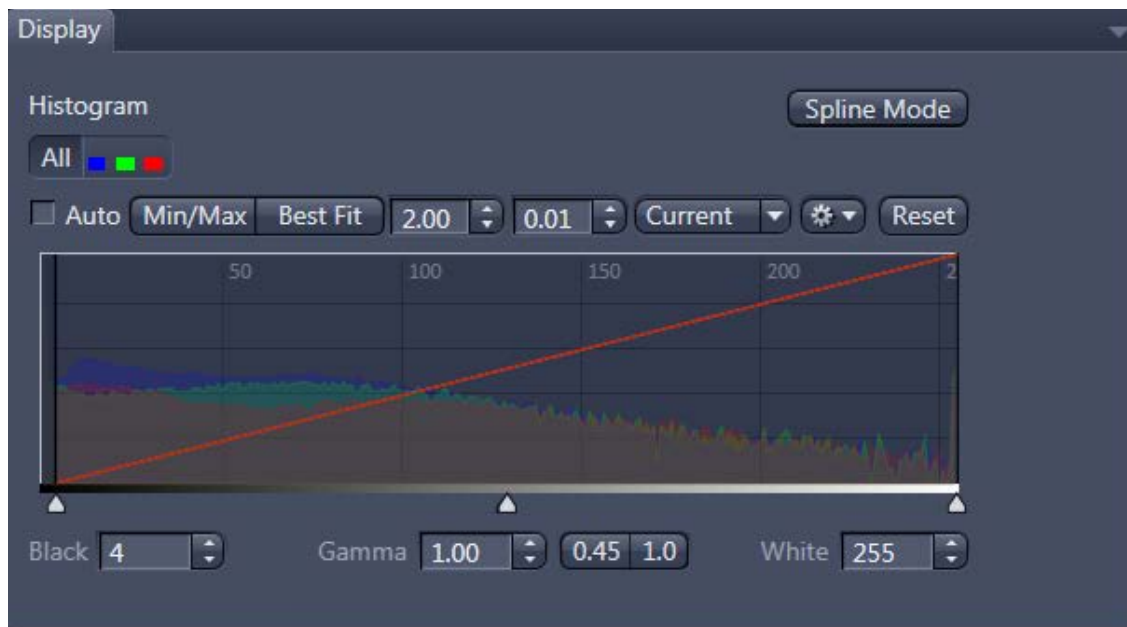 Display
Histogram
Spline Mode
All
Auto Min/Max Best Fit 2.00 0.01 Current Reset
50 100 150 200 2
Black 4 Gamma 1.00 0.45 1.0 White 255